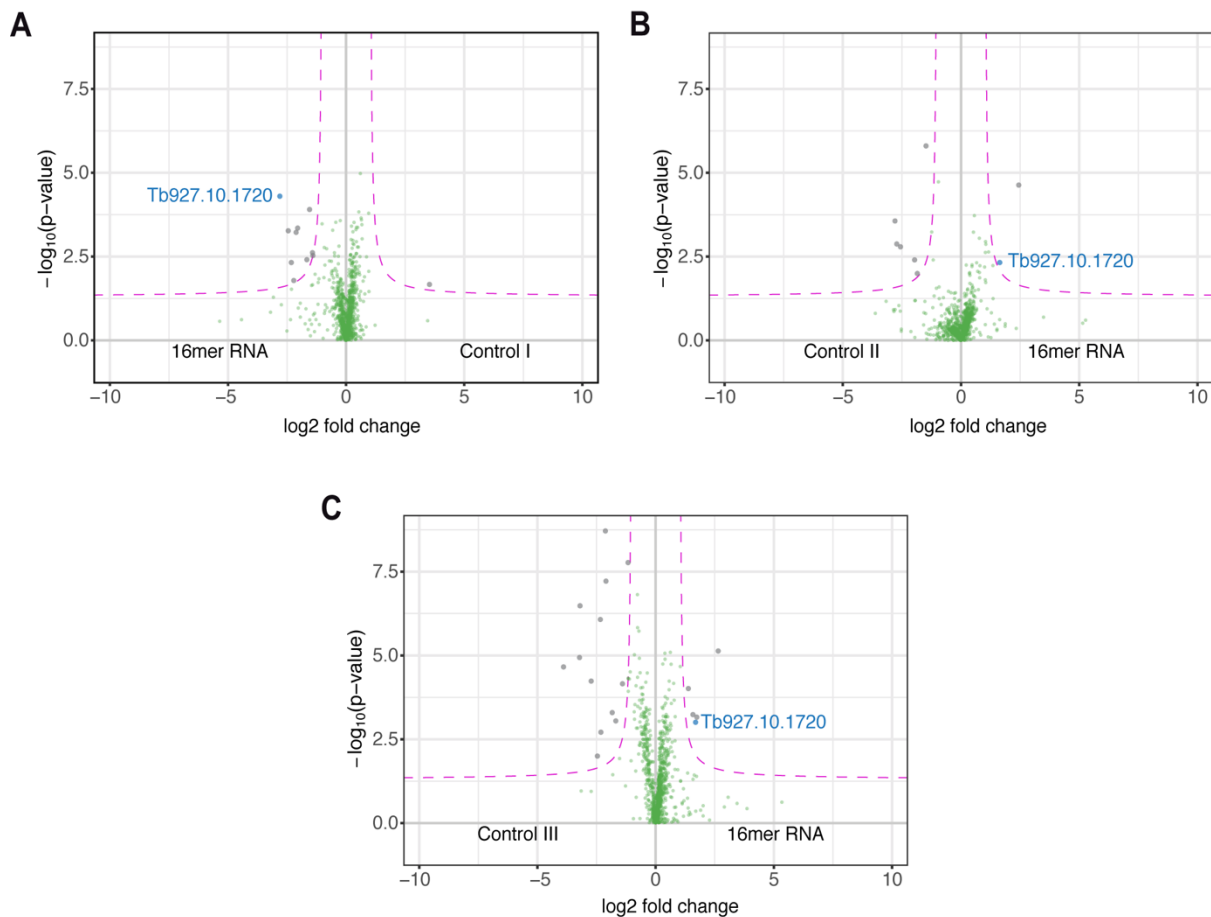 A
7.5
5.0
2.5
0.0
−log10(p−value)
Tb927.10.1720
16mer RNA
Control I
−10
−5
0
5
10
log2 fold change
B
7.5
5.0
2.5
0.0
−log10(p−value)
Tb927.10.1720
Control II
16mer RNA
−10
−5
0
5
10
log2 fold change
C
7.5
5.0
2.5
0.0
−log10(p−value)
Tb927.10.1720
Control III
16mer RNA
−10
−5
0
5
10
log2 fold change